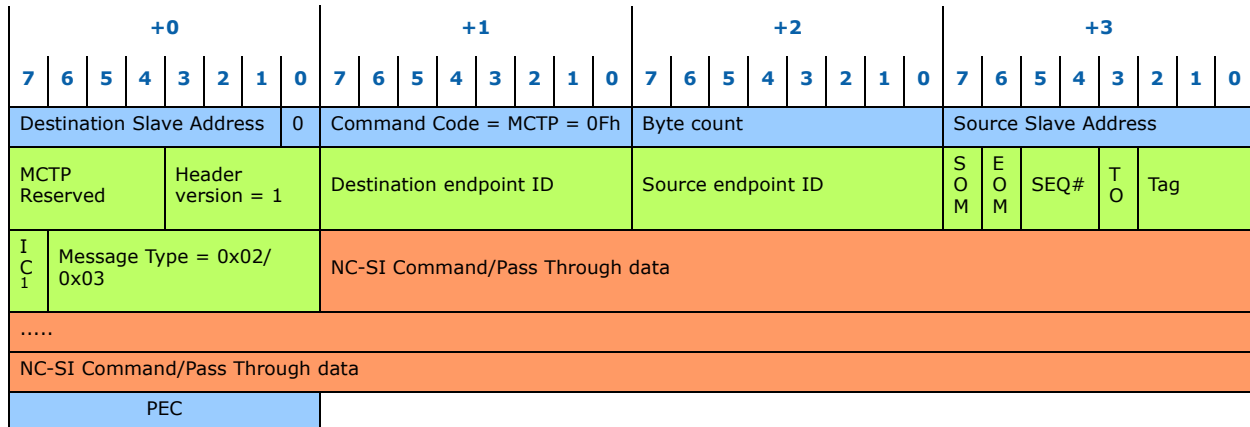 +0 +1 +2 +3
7 6 5 4 3 2 1 0 7 6 5 4 3 2 1 0 7 6 5 4 3 2 1 0 7 6 5 4 3 2 1 0
Destination Slave Address 0 Command Code = MCTP = 0Fh Byte count Source Slave Address
MCTP
Reserved
Header
version = 1
Destination endpoint ID
Source endpoint ID
S
O
M
E
O
M
SEQ#
T
O
Tag
I
C
1
Message Type = 0x02/
0x03
NC-SI Command/Pass Through data
.....
NC-SI Command/Pass Through data
PEC